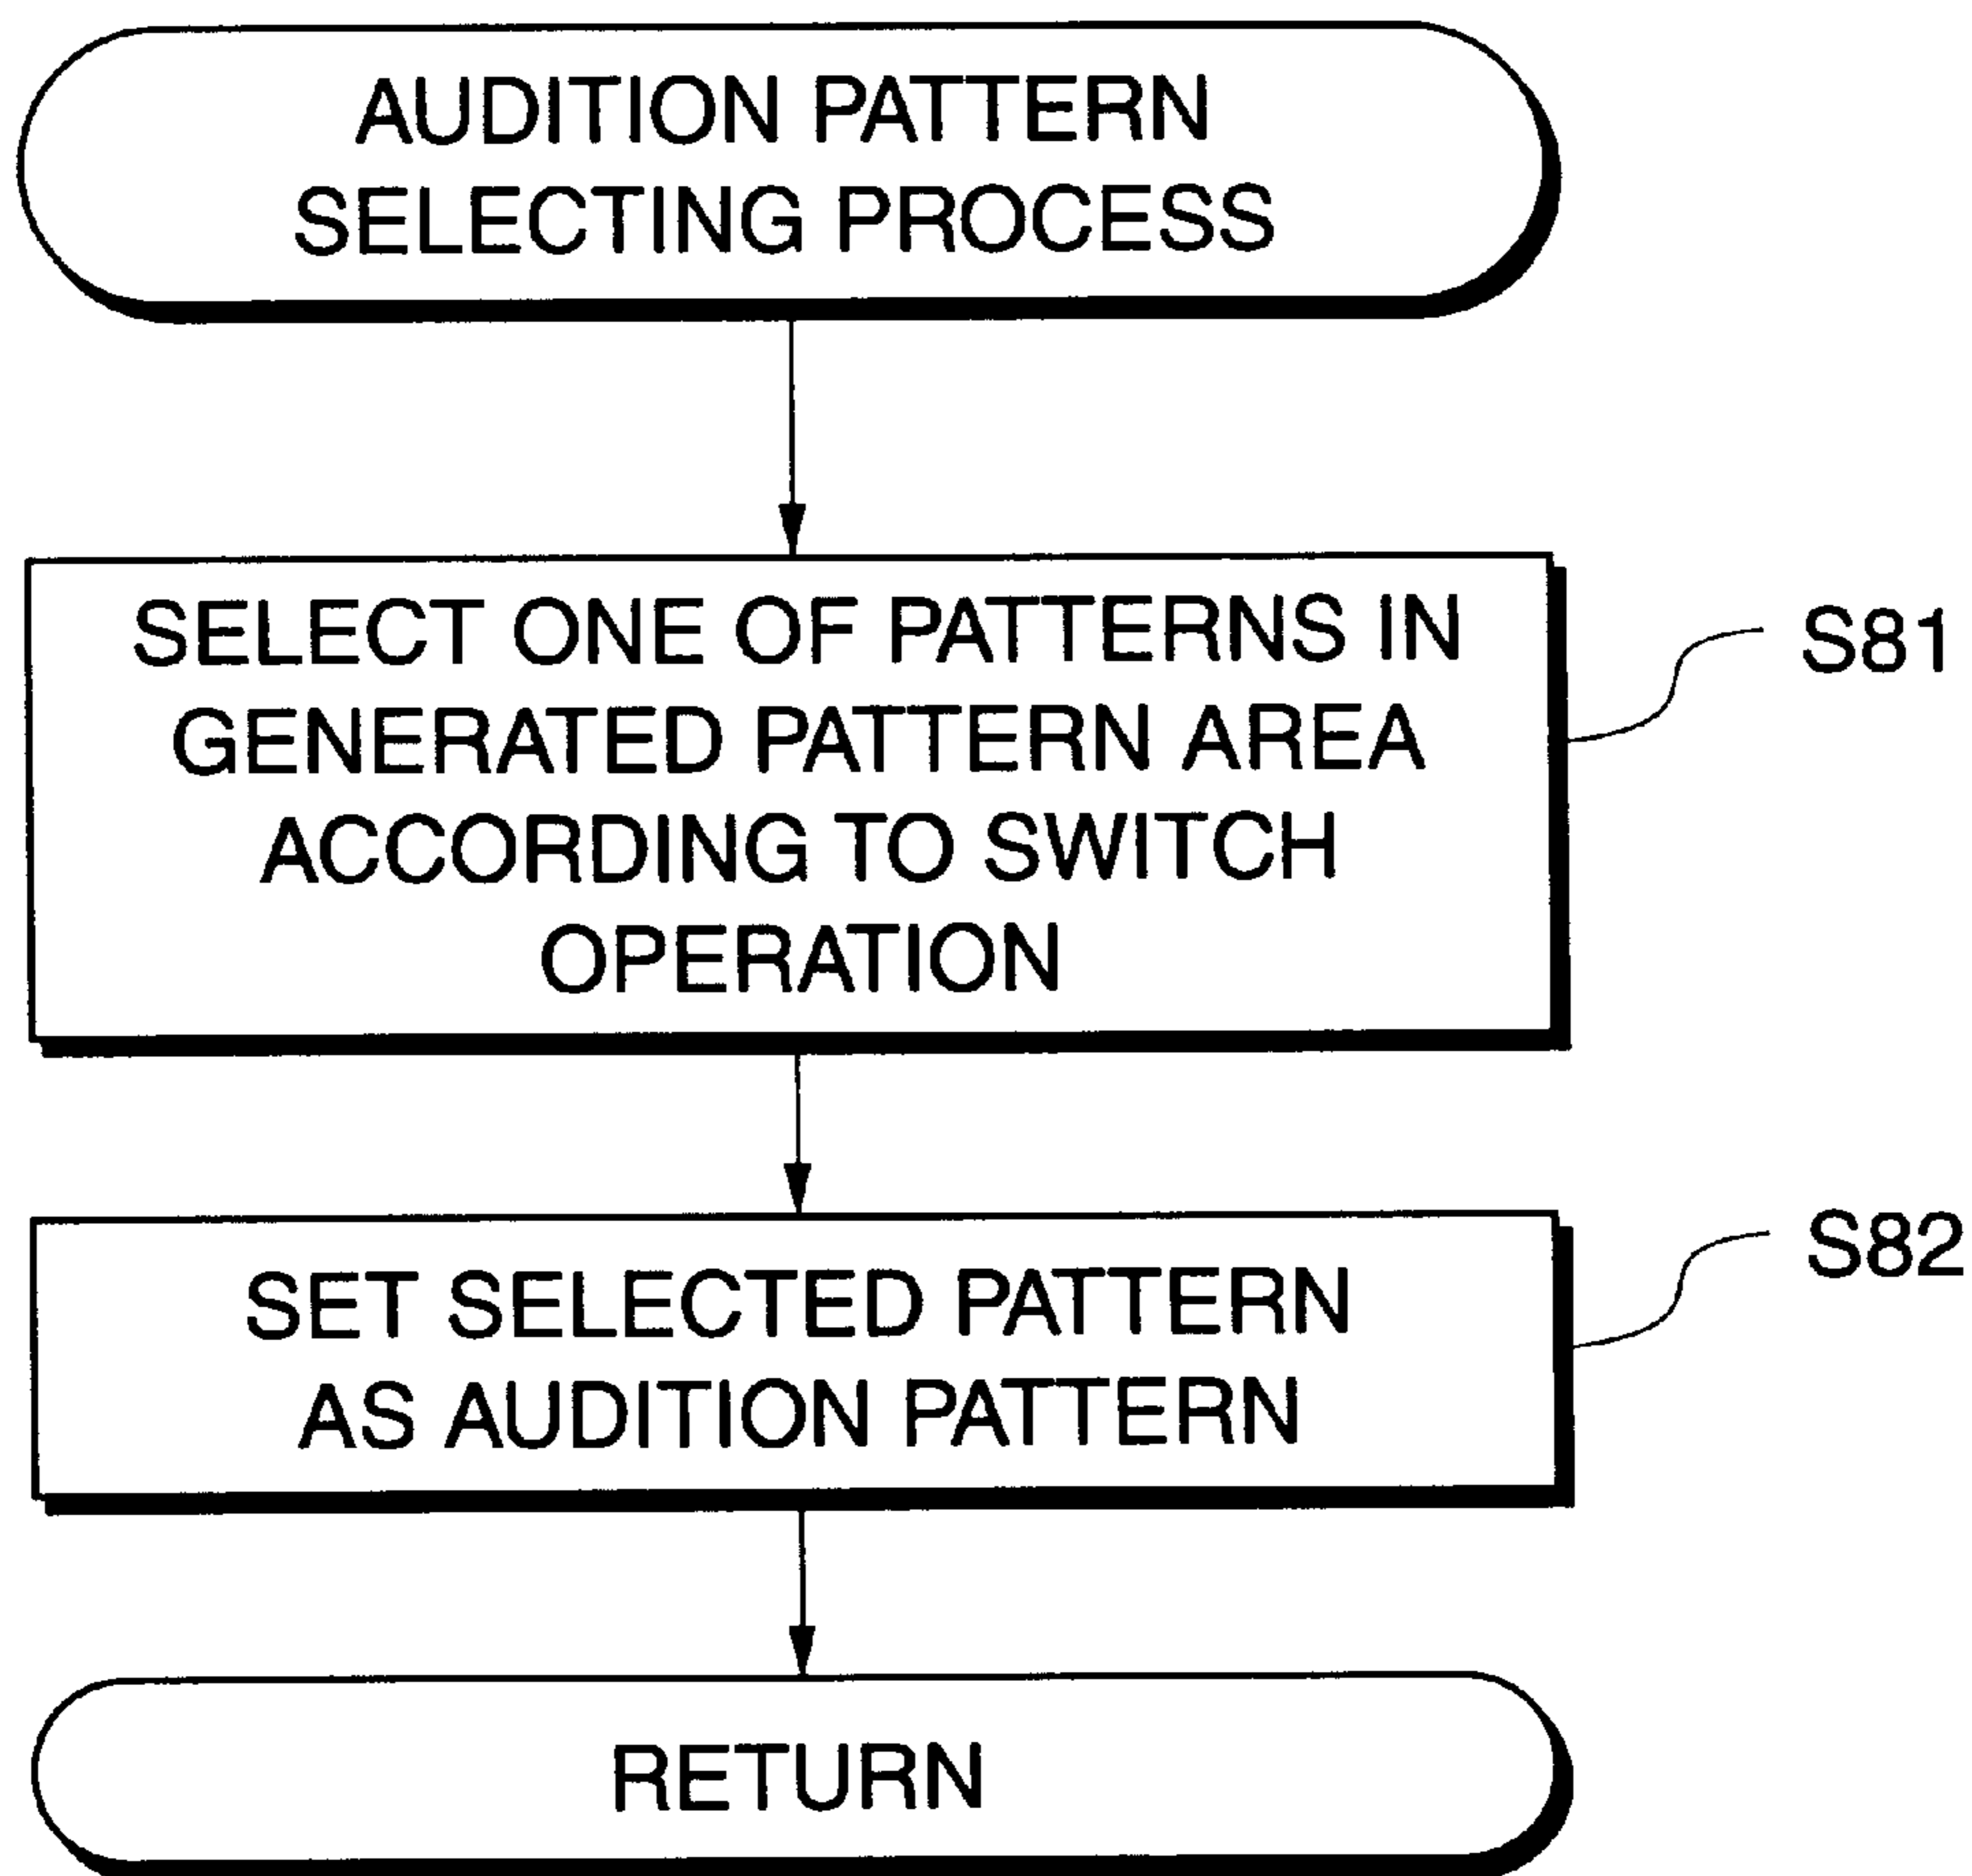 AUDITION PATTERN
SELECTING PROCESS
SELECT ONE OF PATTERNS IN
GENERATED PATTERN AREA
ACCORDING TO SWITCH
OPERATION
S81
SET SELECTED PATTERN
AS AUDITION PATTERN
S82
RETURN